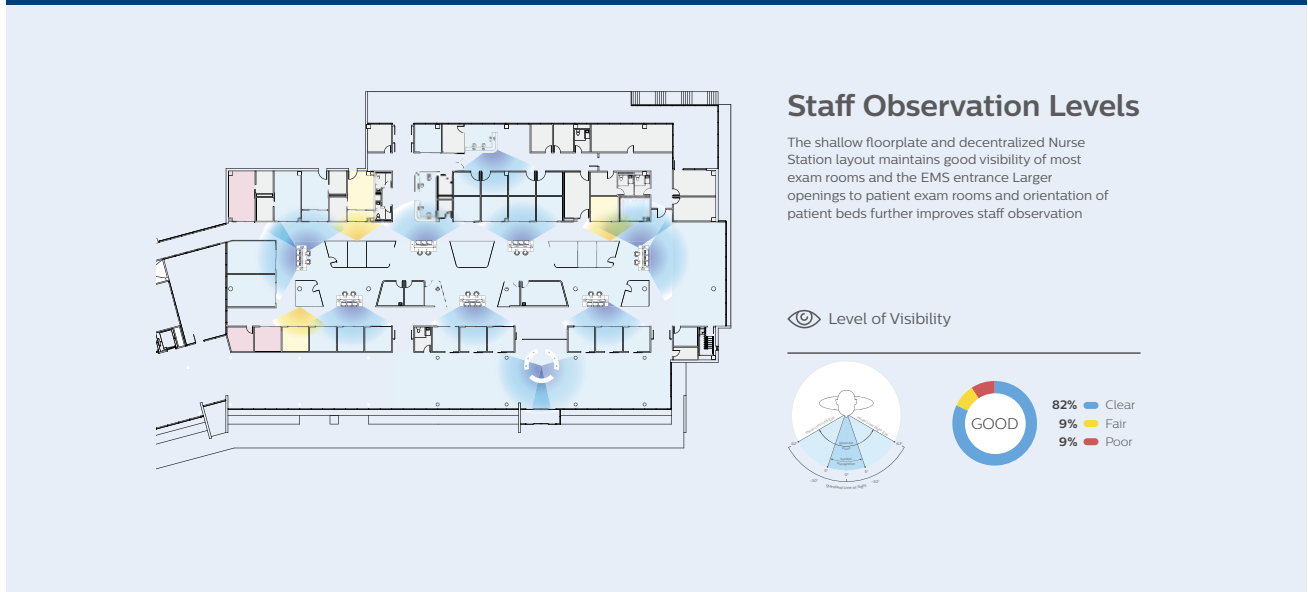 Staff Observation Levels
The shallow floorplate and decentralized Nurse
Station layout maintains good visibility of most
exam rooms and the EMS entrance Larger
openings to patient exam rooms and orientation of
patient beds further improves staff observation
Level of Visibility
GOOD
82% Clear
9% Fair
9% Poor